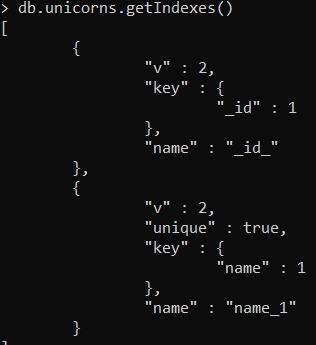 > db.unicorns.getIndexes()
[
        {
                "v" : 2,
                "key" : {
                        "_id" : 1
                },
                "name" : "_id_"
        },
        {
                "v" : 2,
                "unique" : true,
                "key" : {
                        "name" : 1
                },
                "name" : "name_1"
        }
]